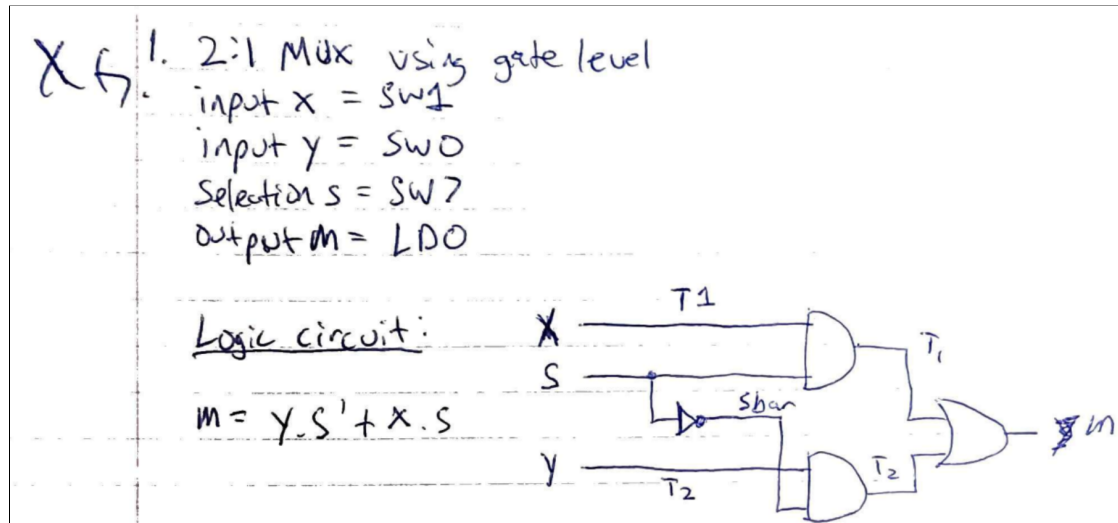 1. 2:1 Mux using gate level
input x = SW1
input y = SW0
Selection s = SW7
output m = LD0
Logic circuit:
m = y.s' + x.s
T1
X
T1
S
sbar
m
Y
T2
T2